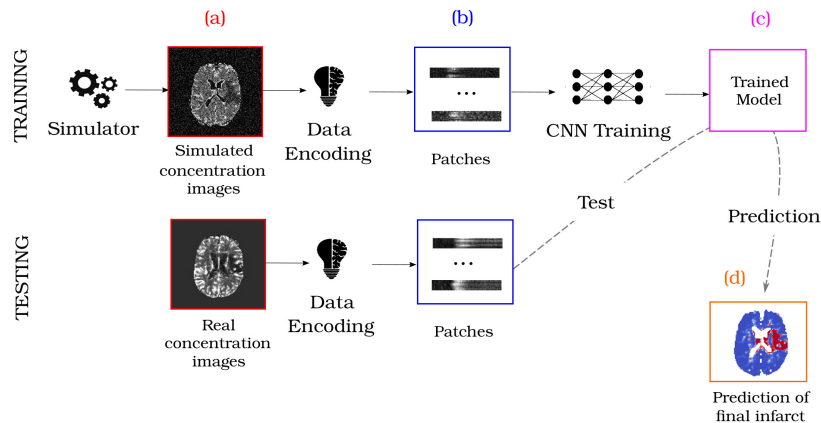 (a)
(b)
(c)
TRAINING
Simulator
Simulated
concentration
images
Data
Encoding
Patches
CNN Training
Trained
Model
Test
Prediction
TESTING
Real
concentration
images
Data
Encoding
Patches
(d)
Prediction of
final infarct